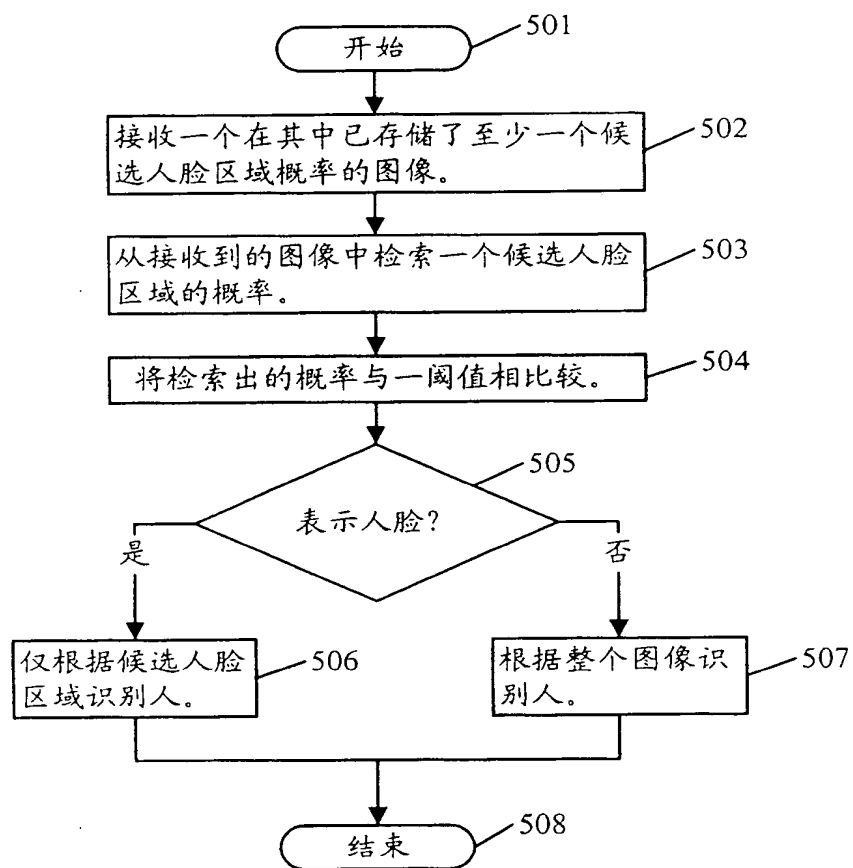 开始
501
接收一个在其中已存储了至少一个候
选人脸区域概率的图像。
502
从接收到的图像中检索一个候选人脸
区域的概率。
503
将检索出的概率与一阈值相比较。
504
表示人脸?
505
是
否
仅根据候选人脸
区域识别人。
506
根据整个图像识
别人。
507
结束
508